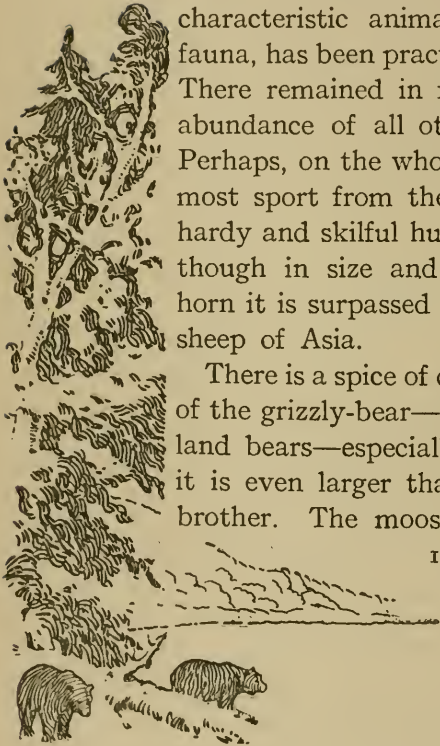 characteristic anima
fauna, has been pract
There remained in
abundance of all ot
Perhaps, on the who
most sport from the
hardy and skilful hu
though in size and
horn it is surpassed
sheep of Asia.
There is a spice of
of the grizzly-bear—
land bears—especial
it is even larger tha
brother. The moos
I